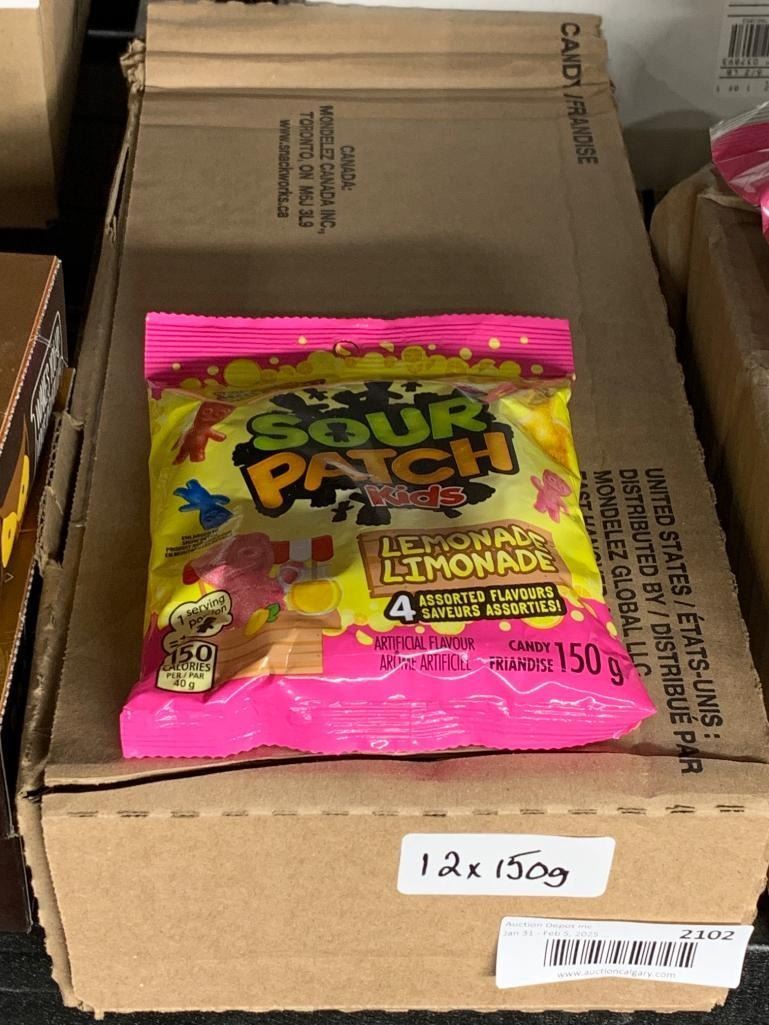 CANDY / FRIANDISE
CANADA:
MONDELEZ CANADA INC.,
TORONTO, ON M6J 3L9
www.snackworks.ca
SOUR
PATCH
Kids
LEMONADE
LIMONADE
4 ASSORTED FLAVOURS
SAVEURS ASSORTIES!
1 serving
portion
150
CALORIES
PER / PAR
40 g
ARTIFICIAL FLAVOUR
ARÔME ARTIFICIEL
CANDY
FRIANDISE
150 g
UNITED STATES / ÉTATS-UNIS :
DISTRIBUTED BY / DISTRIBUÉ PAR
MONDELEZ GLOBAL LLC
12 x 150g
Auction Depot Inc
Jan 31 - Feb 5, 2025
2102
www.auctioncalgary.com